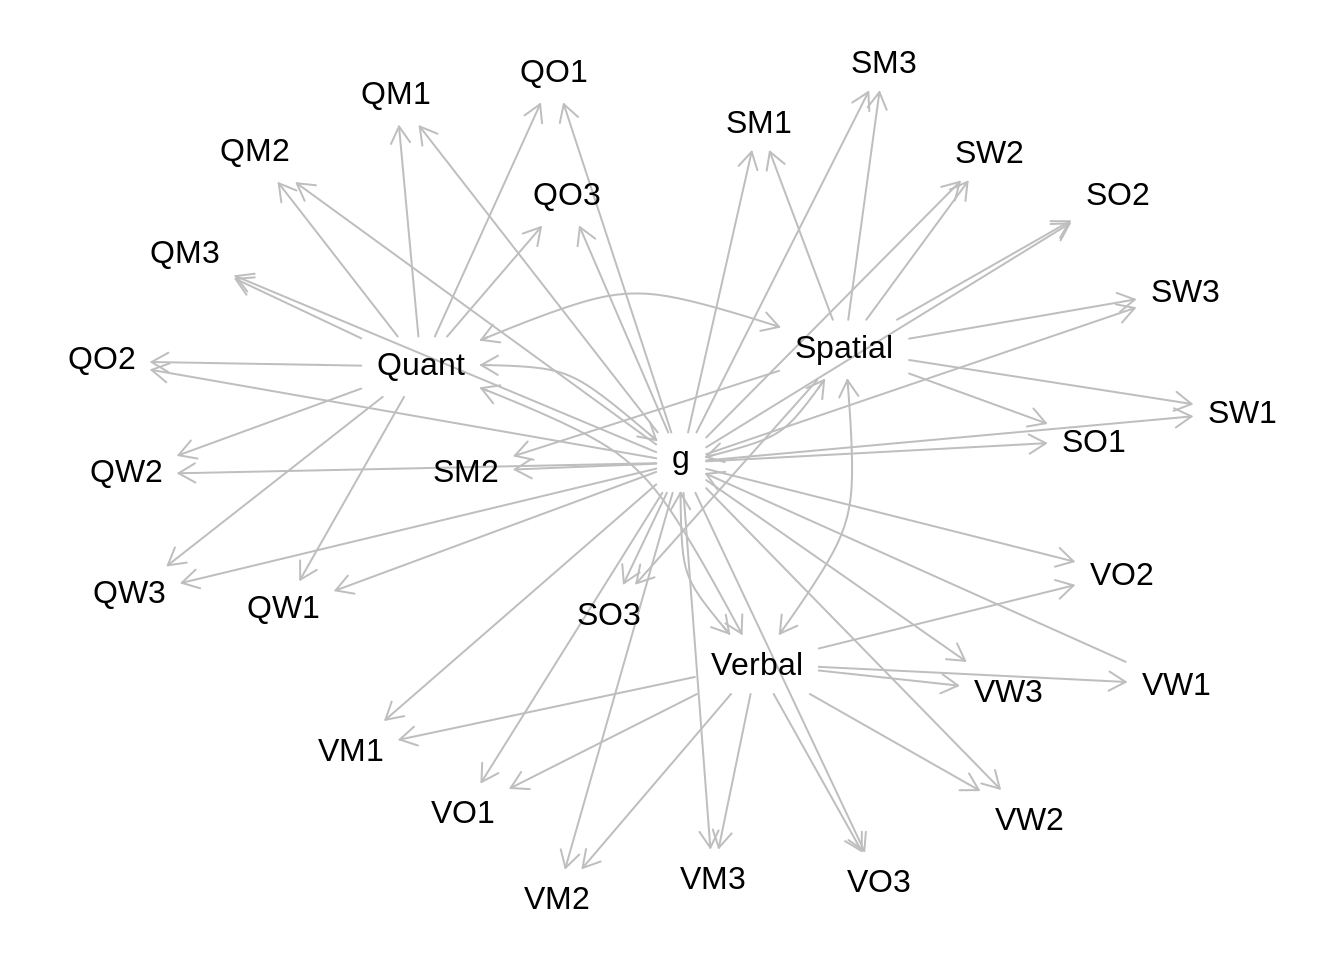 SM3
QO1
QM1
SM1
QM2
SW2
QO3
SO2
QM3
SW3
Spatial
QO2
Quant
SW1
SO1
g
QW2
SM2
VO2
QW3
QW1
SO3
Verbal
VW1
VW3
VM1
VO1
VW2
VM3
VO3
VM2